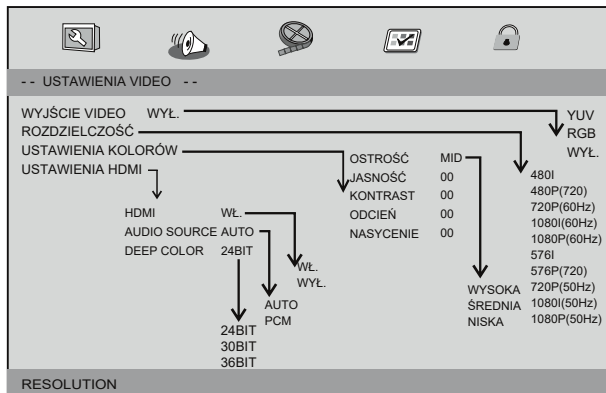 - - USTAWIENIA VIDEO - -
WYJŚCIE VIDEO WYŁ.
ROZDZIELCZOŚĆ
USTAWIENIA KOLORÓW
USTAWIENIA HDMI
YUV
RGB
WYŁ.
OSTROŚĆ MID
JASNOŚĆ 00
KONTRAST 00
ODCIEŃ 00
NASYCENIE 00
480I
480P(720)
720P(60Hz)
1080I(60Hz)
1080P(60Hz)
576I
576P(720)
720P(50Hz)
1080I(50Hz)
1080P(50Hz)
HDMI WŁ.
AUDIO SOURCE AUTO
DEEP COLOR 24BIT
WŁ.
WYŁ.
WYSOKA
ŚREDNIA
NISKA
AUTO
PCM
24BIT
30BIT
36BIT
RESOLUTION